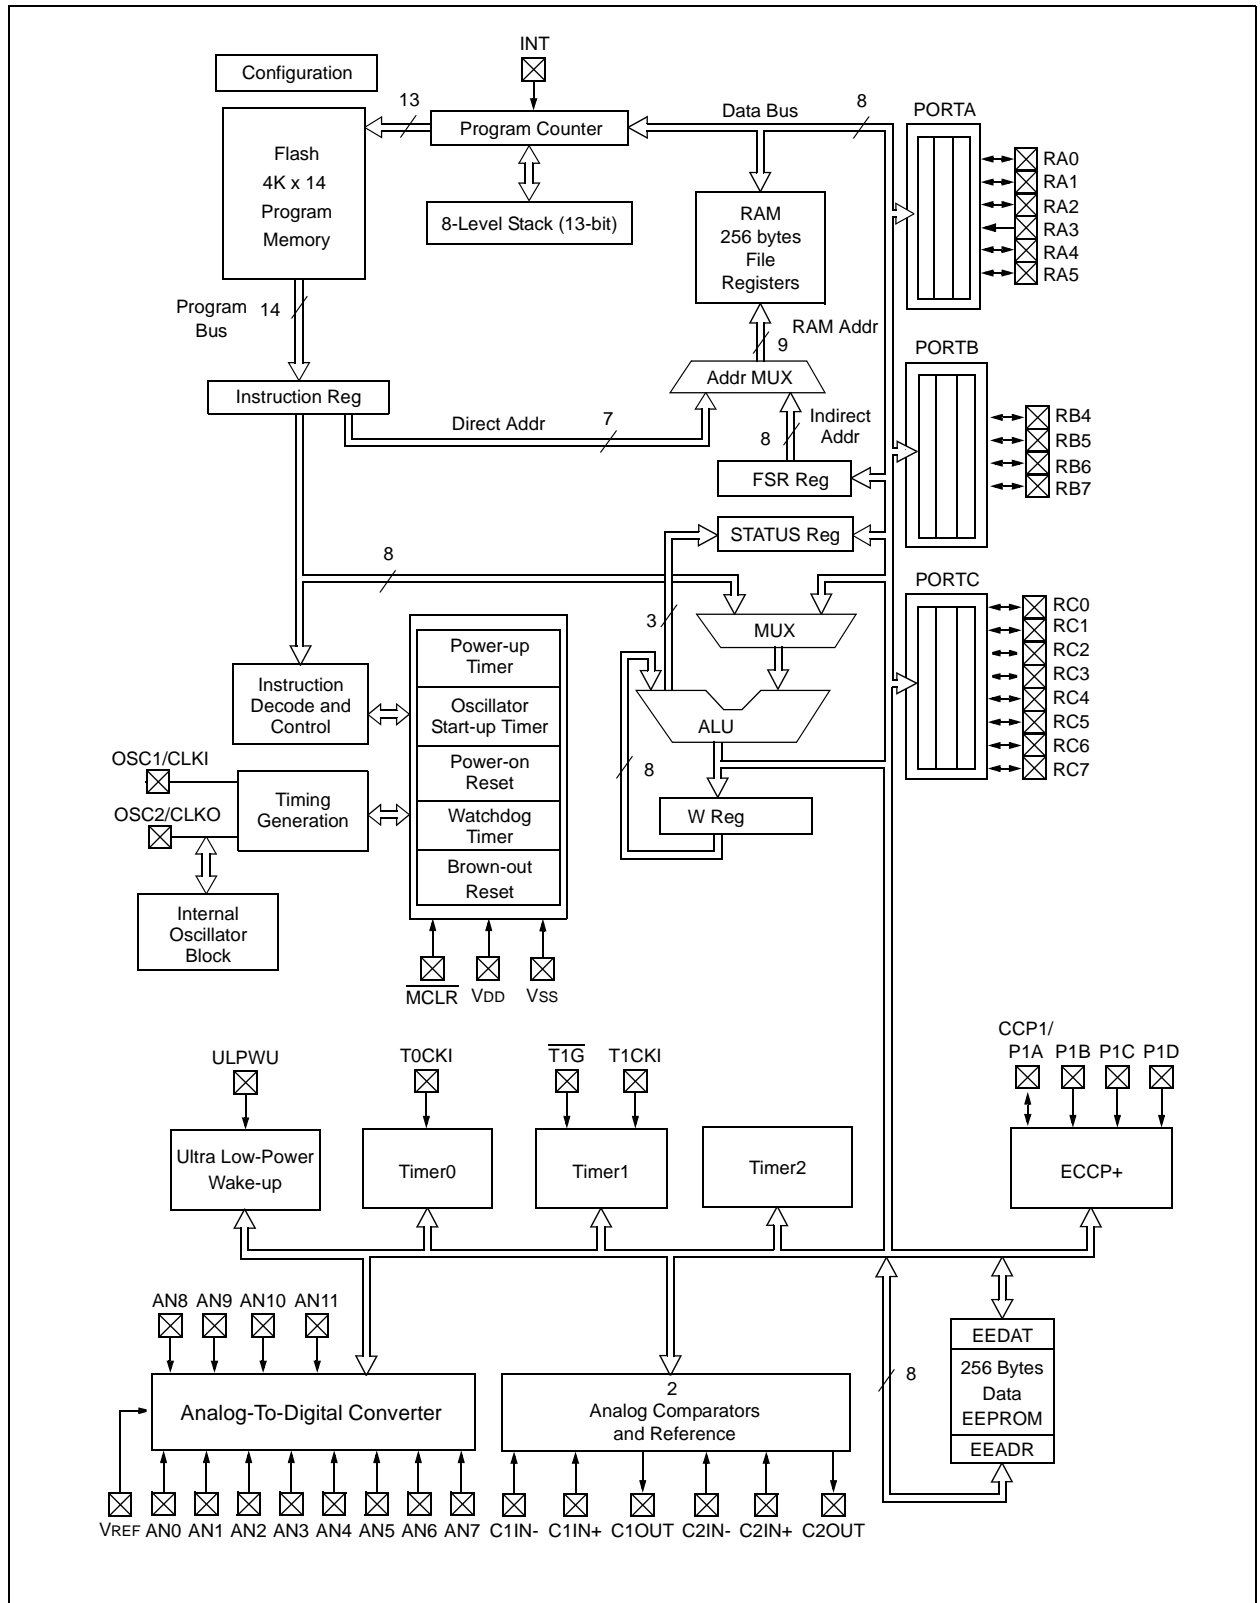 INT
Configuration
13
Program Counter
Data Bus
8
PORTA
Flash
4K x 14
Program
Memory
8-Level Stack (13-bit)
RAM
256 bytes
File
Registers
RA0
RA1
RA2
RA3
RA4
RA5
Program
Bus
14
RAM Addr
9
PORTB
Addr MUX
Instruction Reg
Direct Addr
7
Indirect
Addr
8
FSR Reg
RB4
RB5
RB6
RB7
STATUS Reg
8
3
MUX
PORTC
RC0
RC1
RC2
RC3
RC4
RC5
RC6
RC7
Power-up
Timer
Instruction
Decode and
Control
Oscillator
Start-up Timer
ALU
OSC1/CLKI
Power-on
Reset
8
Timing
Generation
OSC2/CLKO
Watchdog
Timer
W Reg
Brown-out
Reset
Internal
Oscillator
Block
MCLR
VDD
VSS
ULPWU
T0CKI
T1G
T1CKI
CCP1/
P1A
P1B
P1C
P1D
Ultra Low-Power
Wake-up
Timer0
Timer1
Timer2
ECCP+
AN8
AN9
AN10
AN11
EEDAT
256 Bytes
Data
EEPROM
EEADR
8
Analog-To-Digital Converter
2
Analog Comparators
and Reference
VREF
AN0
AN1
AN2
AN3
AN4
AN5
AN6
AN7
C1IN-
C1IN+
C1OUT
C2IN-
C2IN+
C2OUT